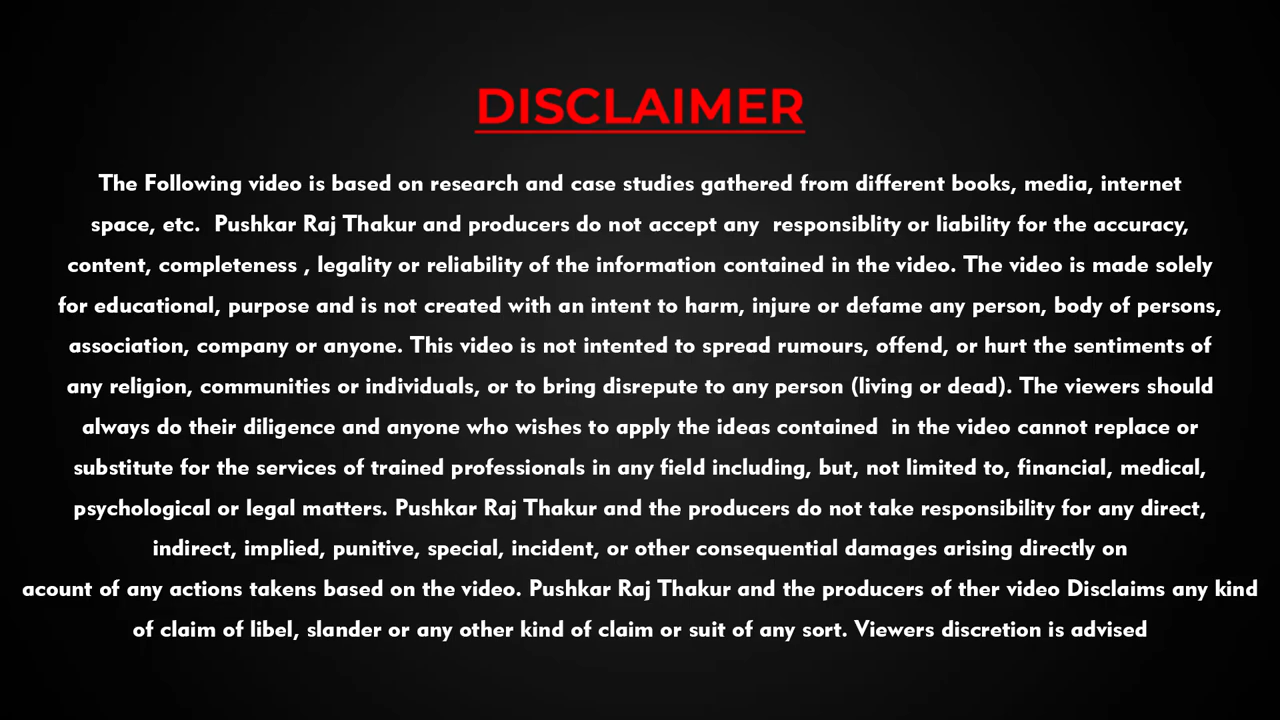 DISCLAIMER
The Following video is based on research and case studies gathered from different books, media, internet
space, etc.  Pushkar Raj Thakur and producers do not accept any  responsiblity or liability for the accuracy,
content, completeness , legality or reliability of the information contained in the video. The video is made solely
for educational, purpose and is not created with an intent to harm, injure or defame any person, body of persons,
association, company or anyone. This video is not intented to spread rumours, offend, or hurt the sentiments of
any religion, communities or individuals, or to bring disrepute to any person (living or dead). The viewers should
always do their diligence and anyone who wishes to apply the ideas contained  in the video cannot replace or
substitute for the services of trained professionals in any field including, but, not limited to, financial, medical,
psychological or legal matters. Pushkar Raj Thakur and the producers do not take responsibility for any direct,
indirect, implied, punitive, special, incident, or other consequential damages arising directly on
acount of any actions takens based on the video. Pushkar Raj Thakur and the producers of ther video Disclaims any kind
of claim of libel, slander or any other kind of claim or suit of any sort. Viewers discretion is advised